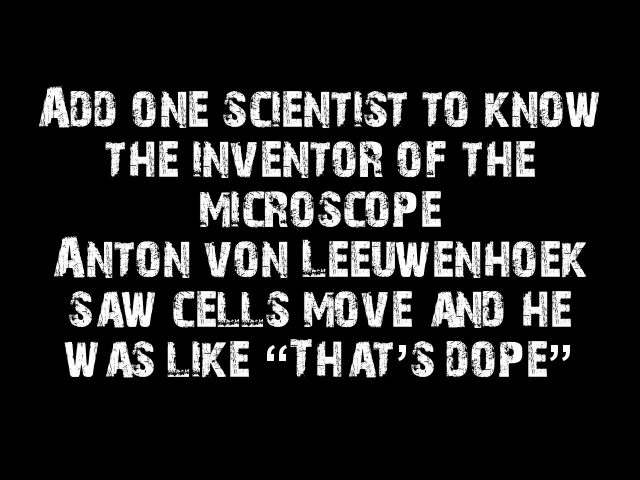 Add one scientist to know
the inventor of the
microscope
Anton von Leeuwenhoek
saw cells move and he
was like “That’s dope”